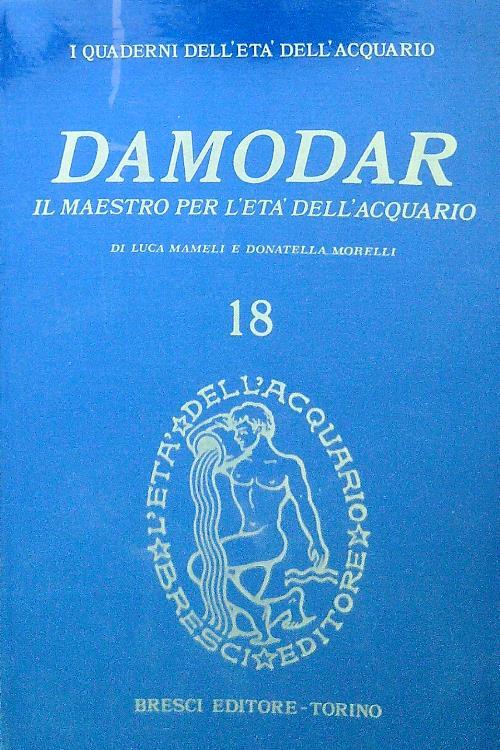 I QUADERNI DELL'ETA' DELL'ACQUARIO
DAMODAR
IL MAESTRO PER L'ETA' DELL'ACQUARIO
DI LUCA MAMELI E DONATELLA MORELLI
18
L'ETA'☆DELL'ACQUARIO
☆BRESCI☆EDITORE☆
BRESCI EDITORE-TORINO